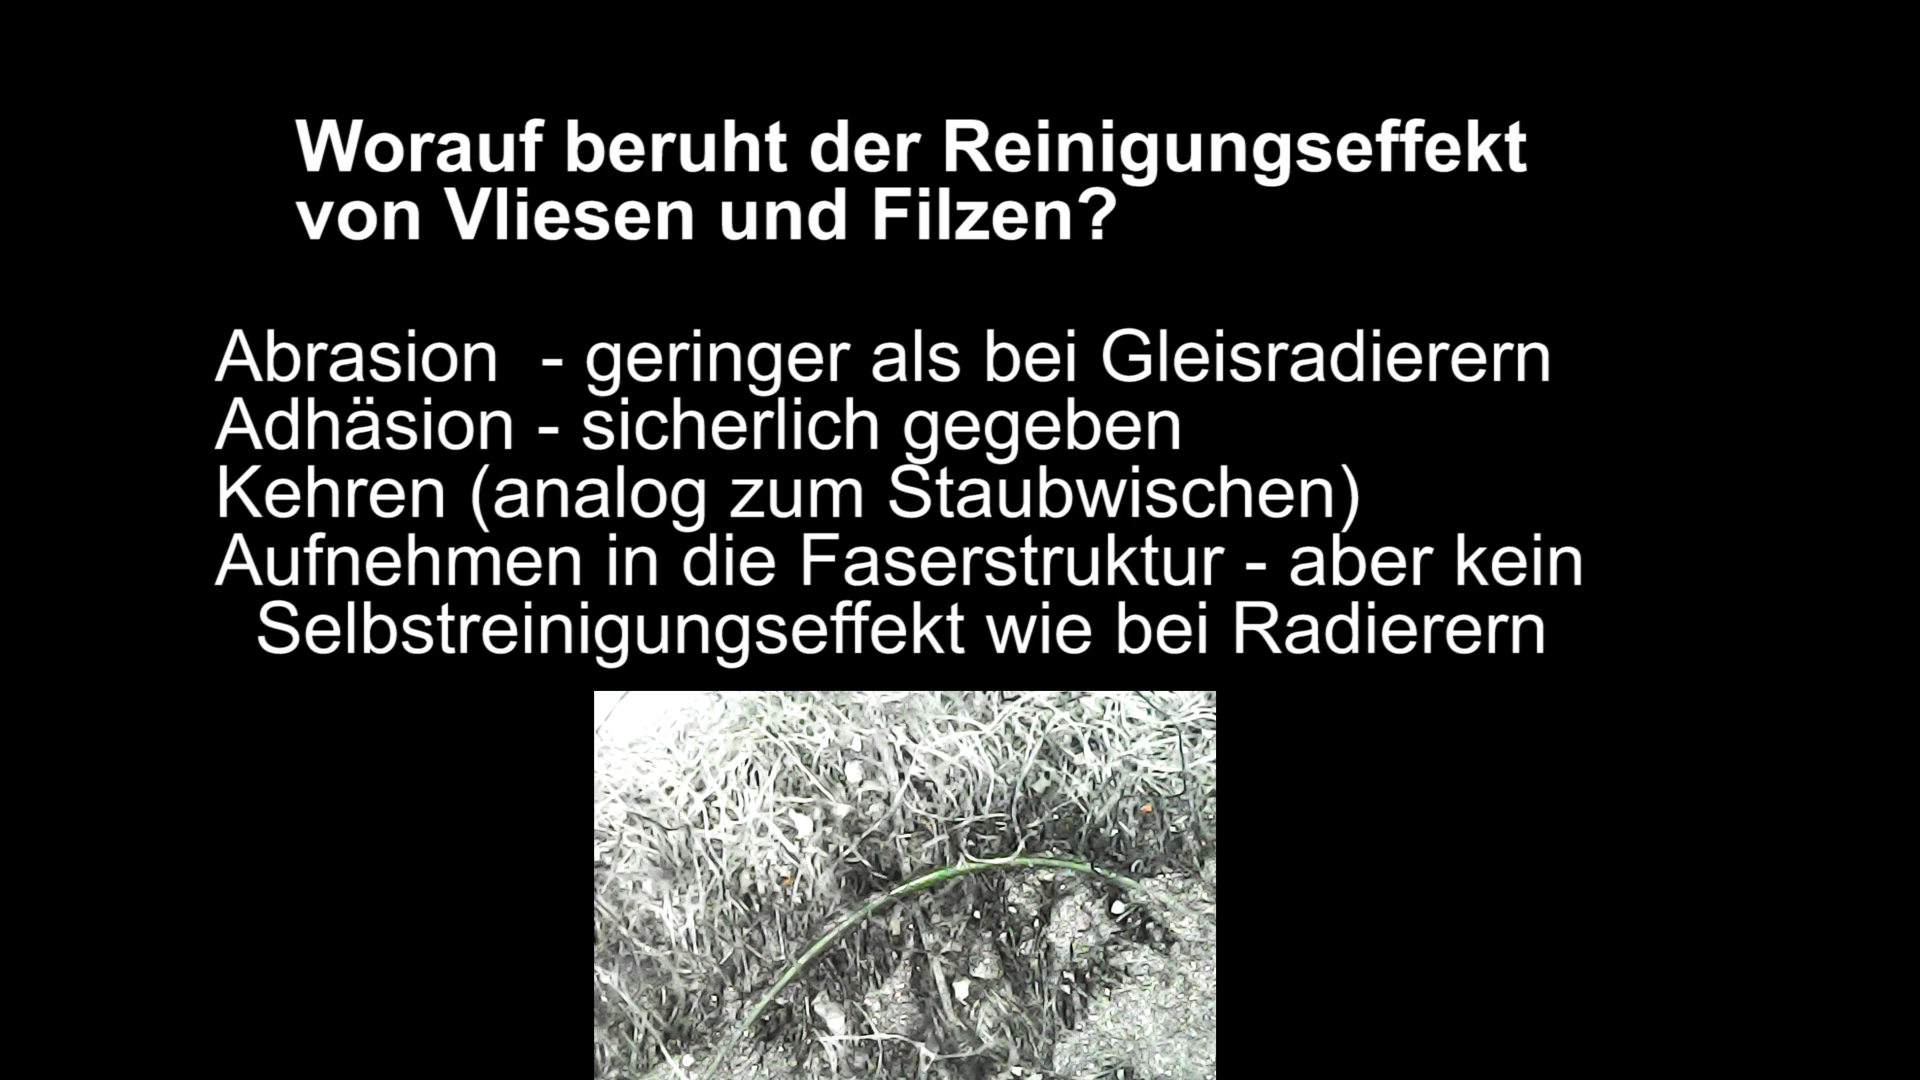 Worauf beruht der Reinigungseffekt
von Vliesen und Filzen?
Abrasion - geringer als bei Gleisradierern
Adhäsion - sicherlich gegeben
Kehren (analog zum Staubwischen)
Aufnehmen in die Faserstruktur - aber kein
Selbstreinigungseffekt wie bei Radierern